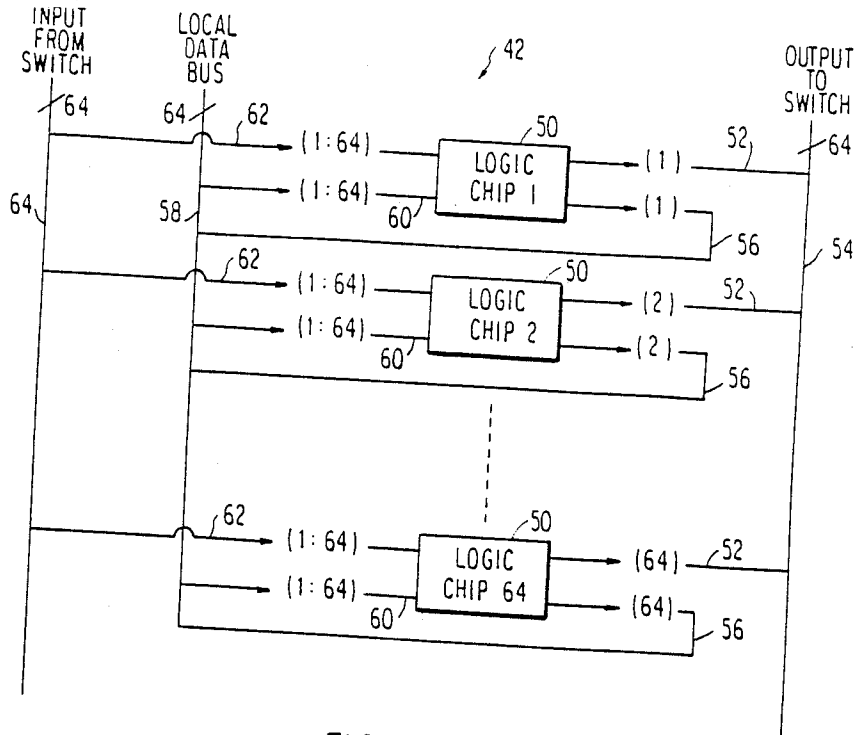 INPUT
FROM
SWITCH
LOCAL
DATA
BUS
42
OUTPUT
TO
SWITCH
64
64
64
62
(1:64)
50
LOGIC
CHIP 1
(1)
52
(1:64)
60
(1)
56
64
58
54
62
(1:64)
50
LOGIC
CHIP 2
(2)
52
(1:64)
60
(2)
56
62
(1:64)
50
LOGIC
CHIP 64
(64)
52
(1:64)
60
(64)
56